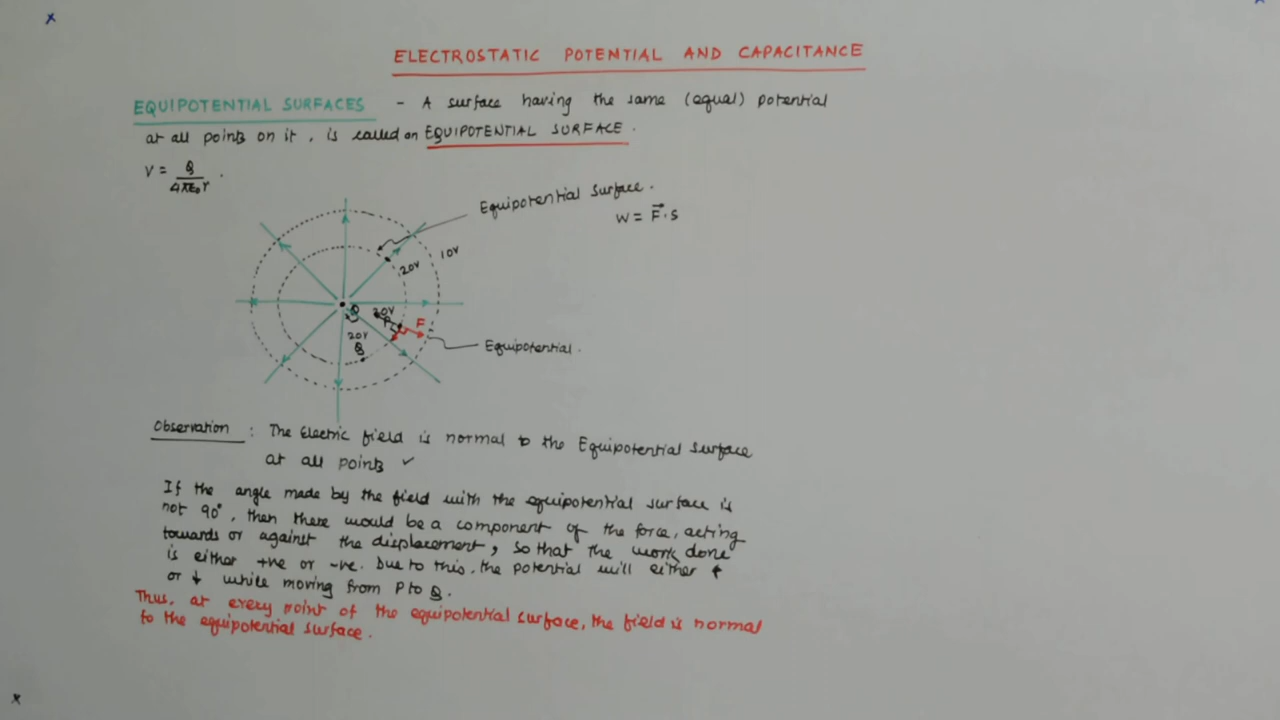 ELECTROSTATIC POTENTIAL AND CAPACITANCE
EQUIPOTENTIAL SURFACES - A surface having the same (equal) potential
at all points on it, is called an EQUIPOTENTIAL SURFACE.
V = Q / 4πε₀r .
Equipotential Surface.
W = F⃗.s
10V
20V
Q
20V
P
F
20V
Q
Equipotential.
Observation : The Electric field is normal to the Equipotential Surface
at all points ✓
If the angle made by the field with the equipotential surface is
not 90°, then there would be a component of the force, acting
towards or against the displacement, so that the work done
is either +ve or -ve. Due to this, the potential will either ↑
or ↓ while moving from P to Q.
Thus, at every point of the equipotential surface, the field is normal
to the equipotential surface.